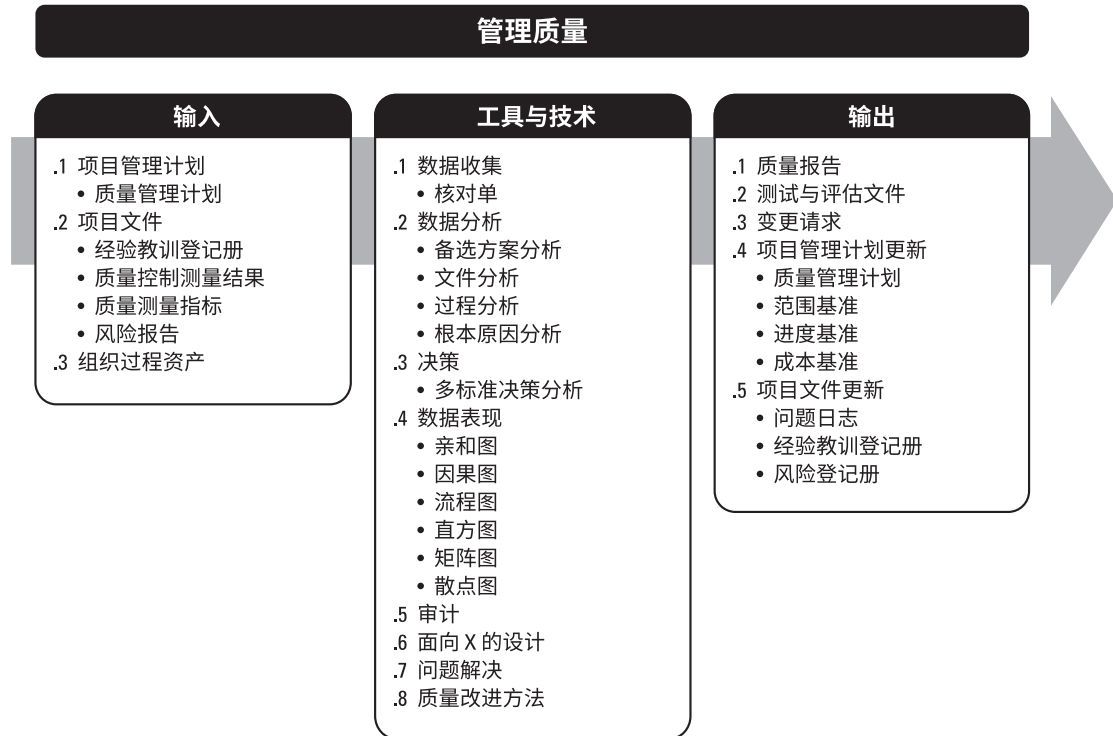 管理质量
输入
.1 项目管理计划
• 质量管理计划
.2 项目文件
• 经验教训登记册
• 质量控制测量结果
• 质量测量指标
• 风险报告
.3 组织过程资产
工具与技术
.1 数据收集
• 核对单
.2 数据分析
• 备选方案分析
• 文件分析
• 过程分析
• 根本原因分析
.3 决策
• 多标准决策分析
.4 数据表现
• 亲和图
• 因果图
• 流程图
• 直方图
• 矩阵图
• 散点图
.5 审计
.6 面向 X 的设计
.7 问题解决
.8 质量改进方法
输出
.1 质量报告
.2 测试与评估文件
.3 变更请求
.4 项目管理计划更新
• 质量管理计划
• 范围基准
• 进度基准
• 成本基准
.5 项目文件更新
• 问题日志
• 经验教训登记册
• 风险登记册